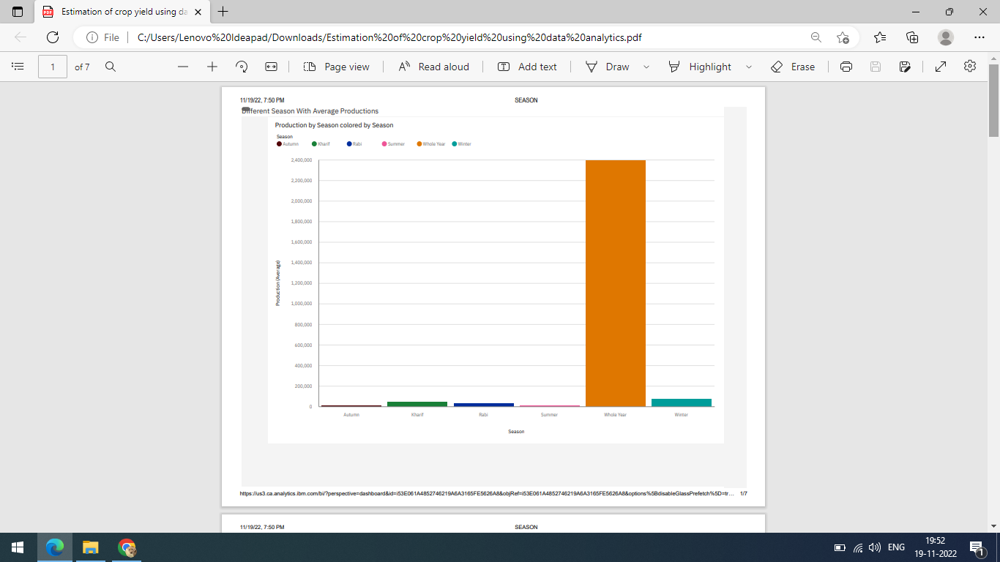 Estimation of crop yield using da
File
C:/Users/Lenovo%20Ideapad/Downloads/Estimation%20of%20crop%20yield%20using%20data%20analytics.pdf
1 of 7
Page view
Read aloud
Add text
Draw
Highlight
Erase
11/19/22, 7:50 PM SEASON
Different Season With Average Productions
Production by Season colored by Season
Season
Autumn Kharif Rabi Summer Whole Year Winter
2,400,000
2,200,000
2,000,000
1,800,000
1,600,000
1,400,000
1,200,000
1,000,000
800,000
600,000
400,000
200,000
0
Production (Average)
Autumn Kharif Rabi Summer Whole Year Winter
Season
https://us3.ca.analytics.ibm.com/bi/?perspective=dashboard&id=i53E061A4852746219A6A3165FE5626A8&objRef=i53E061A4852746219A6A3165FE5626A8&options%5BdisableGlassPrefetch%5D=tr... 1/7
11/19/22, 7:50 PM SEASON
ENG
19:52
19-11-2022
1